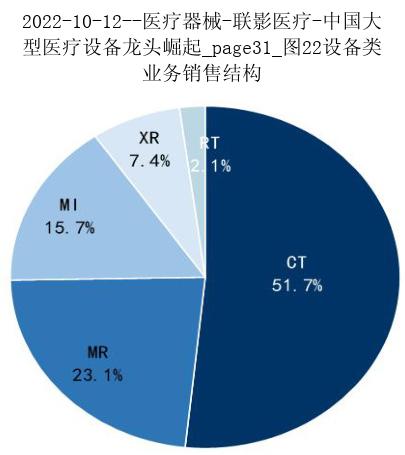 2022-10-12--医疗器械-联影医疗-中国大
型医疗设备龙头崛起_page31_图22设备类
业务销售结构
RT
2.1%
XR
7.4%
MI
15.7%
CT
51.7%
MR
23.1%